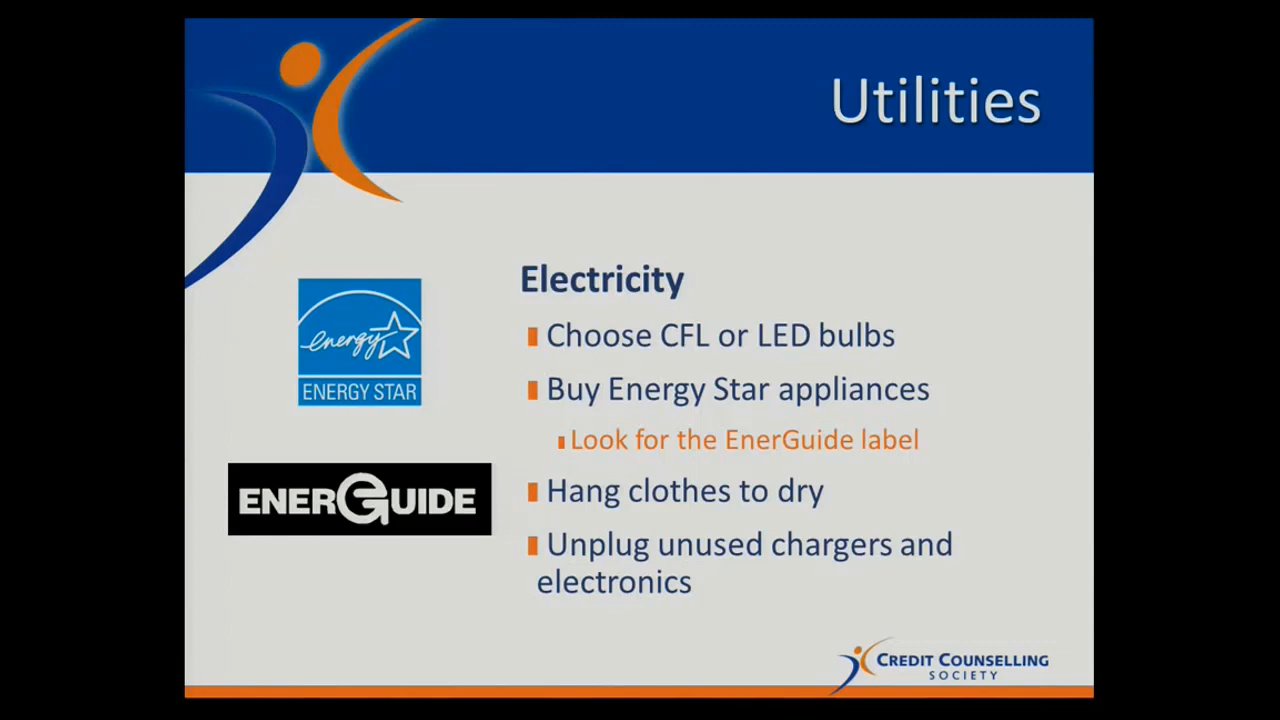 Utilities
energy
ENERGY STAR
ENERGUIDE
Electricity
Choose CFL or LED bulbs
Buy Energy Star appliances
Look for the EnerGuide label
Hang clothes to dry
Unplug unused chargers and
electronics
CREDIT COUNSELLING
SOCIETY